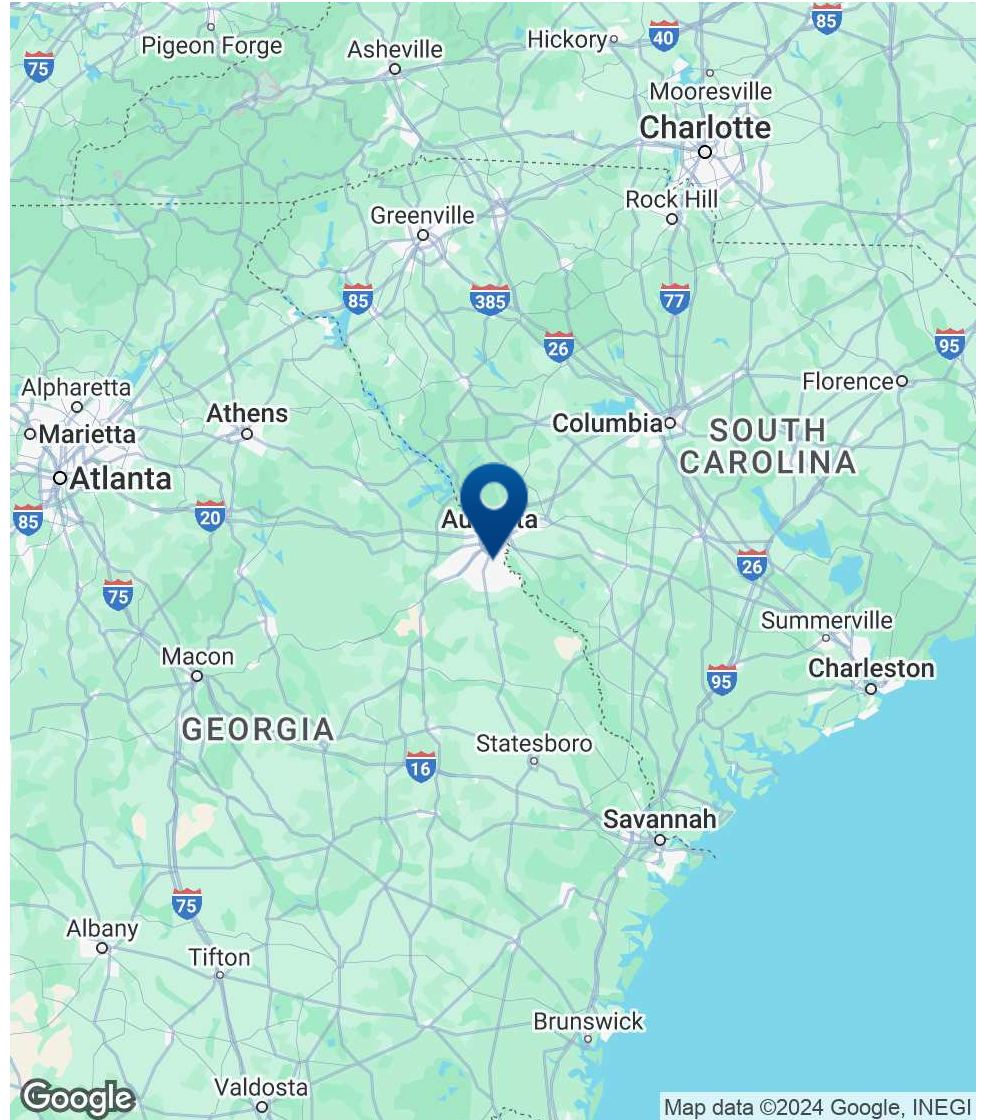 Pigeon Forge
Asheville
Hickory
40
85
75
Mooresville
Charlotte
Rock Hill
Greenville
85
385
77
26
95
Alpharetta
Florence
Athens
Columbia
Marietta
SOUTH
CAROLINA
Atlanta
85
20
26
75
Summerville
Macon
Charleston
95
GEORGIA
Statesboro
16
Savannah
75
Albany
Tifton
Brunswick
Valdosta
Google
Map data ©2024 Google, INEGI